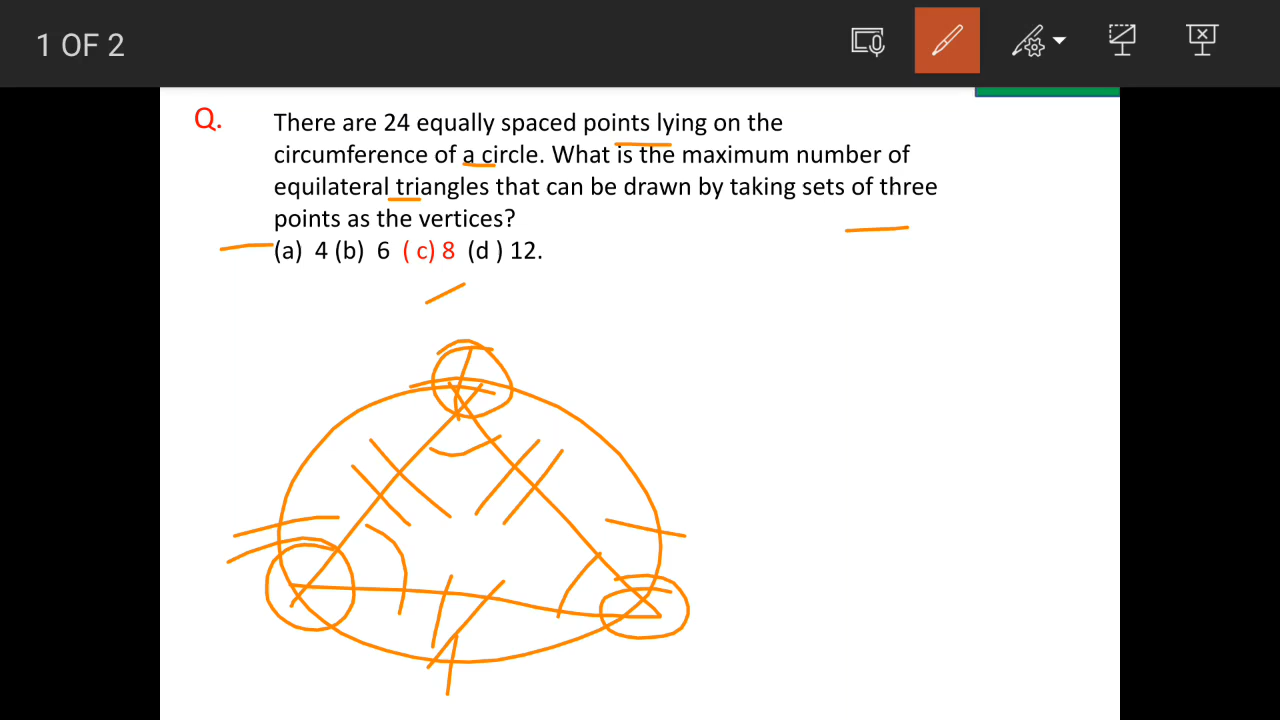 1 OF 2
Q. There are 24 equally spaced points lying on the
circumference of a circle. What is the maximum number of
equilateral triangles that can be drawn by taking sets of three
points as the vertices?
(a) 4 (b) 6 ( c) 8 (d ) 12.